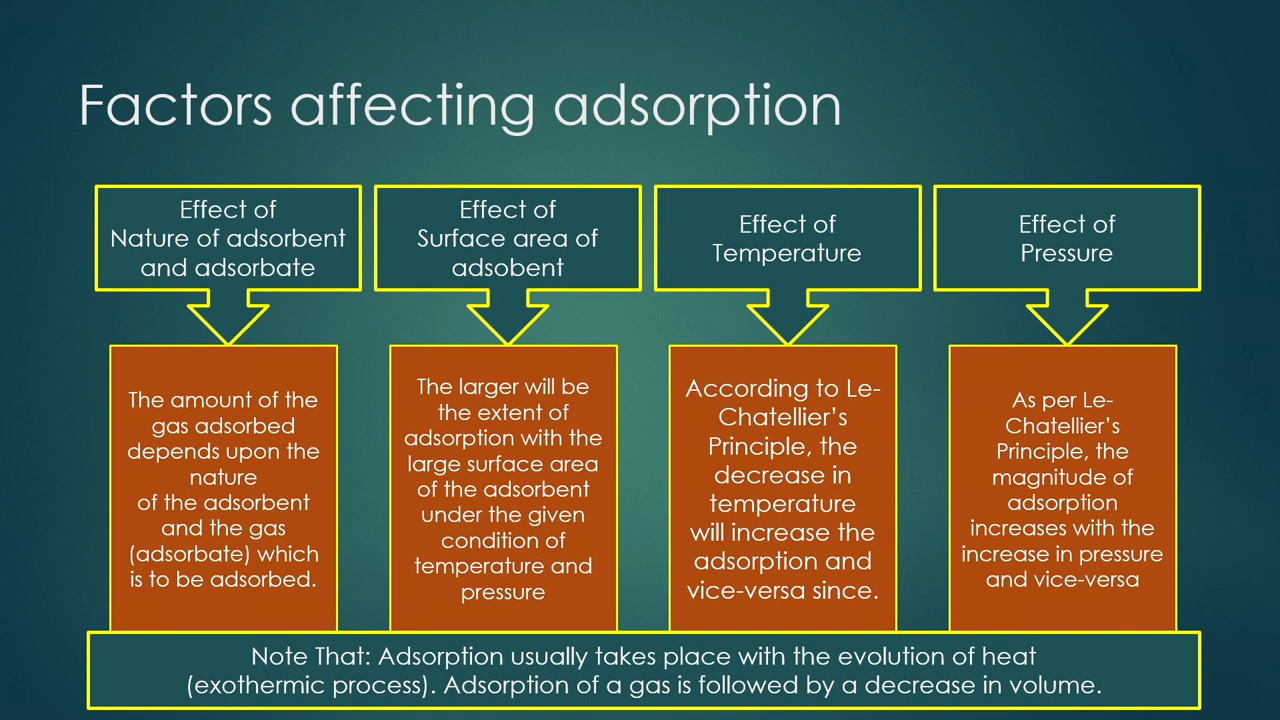 Factors affecting adsorption
Effect of
Nature of adsorbent
and adsorbate
Effect of
Surface area of
adsobent
Effect of
Temperature
Effect of
Pressure
The amount of the
gas adsorbed
depends upon the
nature
of the adsorbent
and the gas
(adsorbate) which
is to be adsorbed.
The larger will be
the extent of
adsorption with the
large surface area
of the adsorbent
under the given
condition of
temperature and
pressure
According to Le-
Chatellier’s
Principle, the
decrease in
temperature
will increase the
adsorption and
vice-versa since.
As per Le-
Chatellier’s
Principle, the
magnitude of
adsorption
increases with the
increase in pressure
and vice-versa
Note That: Adsorption usually takes place with the evolution of heat
(exothermic process). Adsorption of a gas is followed by a decrease in volume.